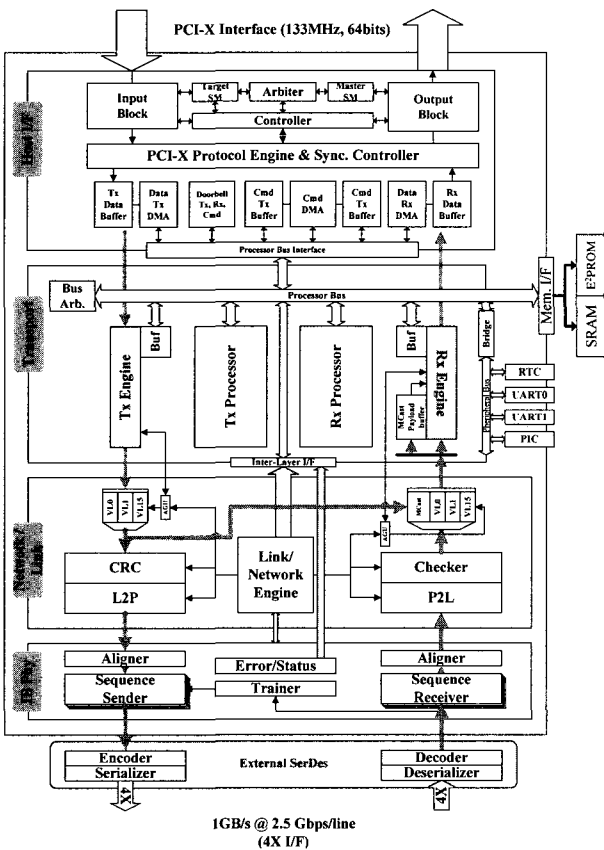 PCI-X Interface (133MHz, 64bits)
Host I/F
Input
Block
Target
SM
Arbiter
Master
SM
Output
Block
Controller
PCI-X Protocol Engine & Sync. Controller
Tx
Data
Buffer
Data
Tx
DMA
Doorbell
Tx, Rx,
Cmd
Cmd
Tx
Buffer
Cmd
DMA
Cmd
Tx
Buffer
Data
Rx
DMA
Rx
Data
Buffer
Processor Bus Interface
Transport
Bus
Arb.
Processor Bus
Mem. I/F
E²PROM
SRAM
Tx Engine
Buf
Tx Processor
Rx Processor
Buf
Rx Engine
MCast
Payload
buffer
Bridge
Pheperal Bus
RTC
UART0
UART1
PIC
Inter-Layer I/F
Network /
Link
VL0
VL1
VL15
AGU
MCast
VL0
VL1
VL15
AGU
CRC
L2P
Link/
Network
Engine
Checker
P2L
IB Phy
Aligner
Sequence
Sender
Error/Status
Trainer
Aligner
Sequence
Receiver
Encoder
Serializer
External SerDes
Decoder
Deserializer
4X
4X
1GB/s @ 2.5 Gbps/line
(4X I/F)